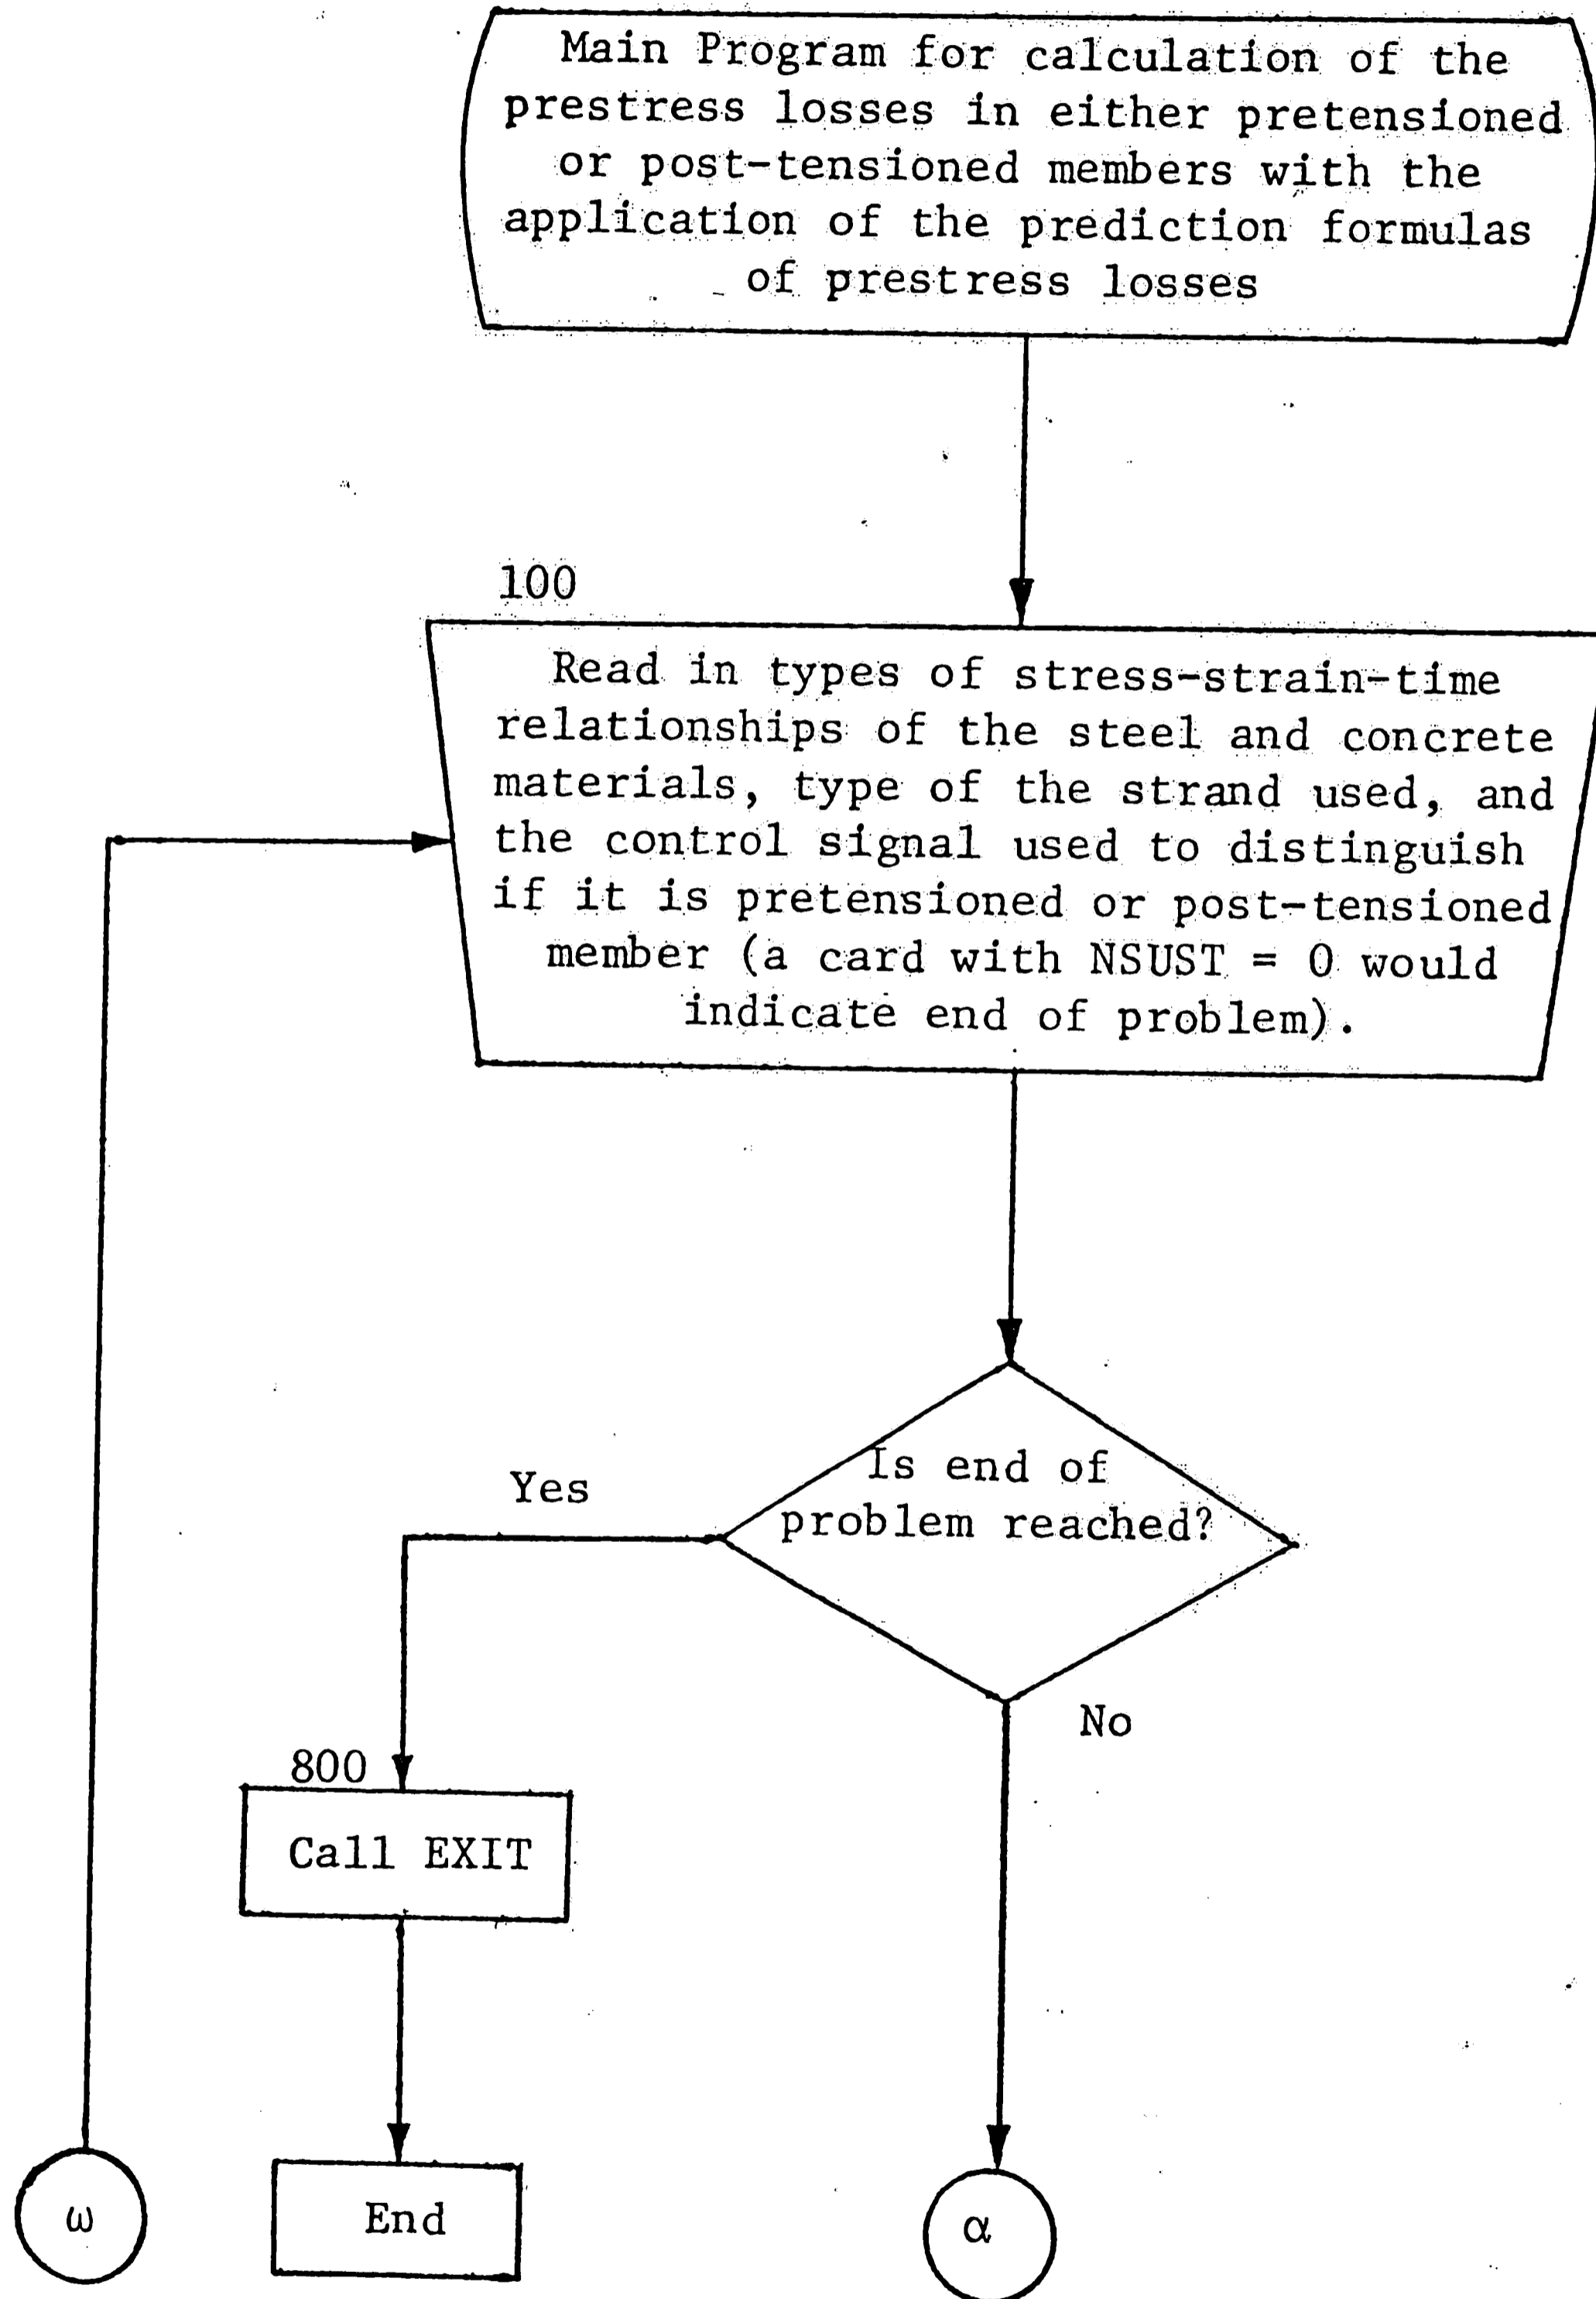 Main Program for calculation of the
prestress losses in either pretensioned
or post-tensioned members with the
application of the prediction formulas
of prestress losses
100
Read in types of stress-strain-time
relationships of the steel and concrete
materials, type of the strand used, and
the control signal used to distinguish
if it is pretensioned or post-tensioned
member (a card with NSUST = 0 would
indicate end of problem).
Is end of
problem reached?
Yes
No
800
Call EXIT
End
ω
α